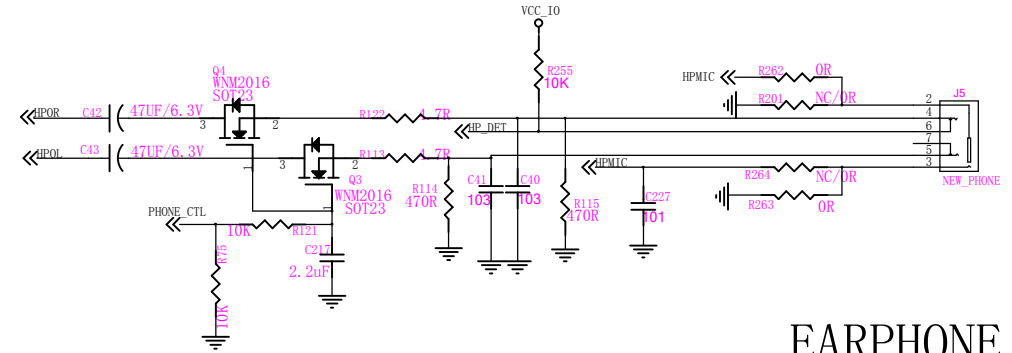 VCC_IO
Q4
WNM2016
SOT23
R255
10K
HPMIC
R262
0R
R201
NC/0R
J5
HPOR
C42
47UF/6.3V
3
2
R122
4.7R
HP_DET
2
4
6
7
5
3
HPOL
C43
47UF/6.3V
1
3
2
R113
4.7R
HPMIC
R264
NC/0R
NEW_PHONE
Q3
WNM2016
SOT23
1
R114
470R
C41
103
C40
103
R115
470R
C227
101
R263
0R
PHONE_CTL
10K
R121
C217
2.2uF
R75
10K
EARPHONE